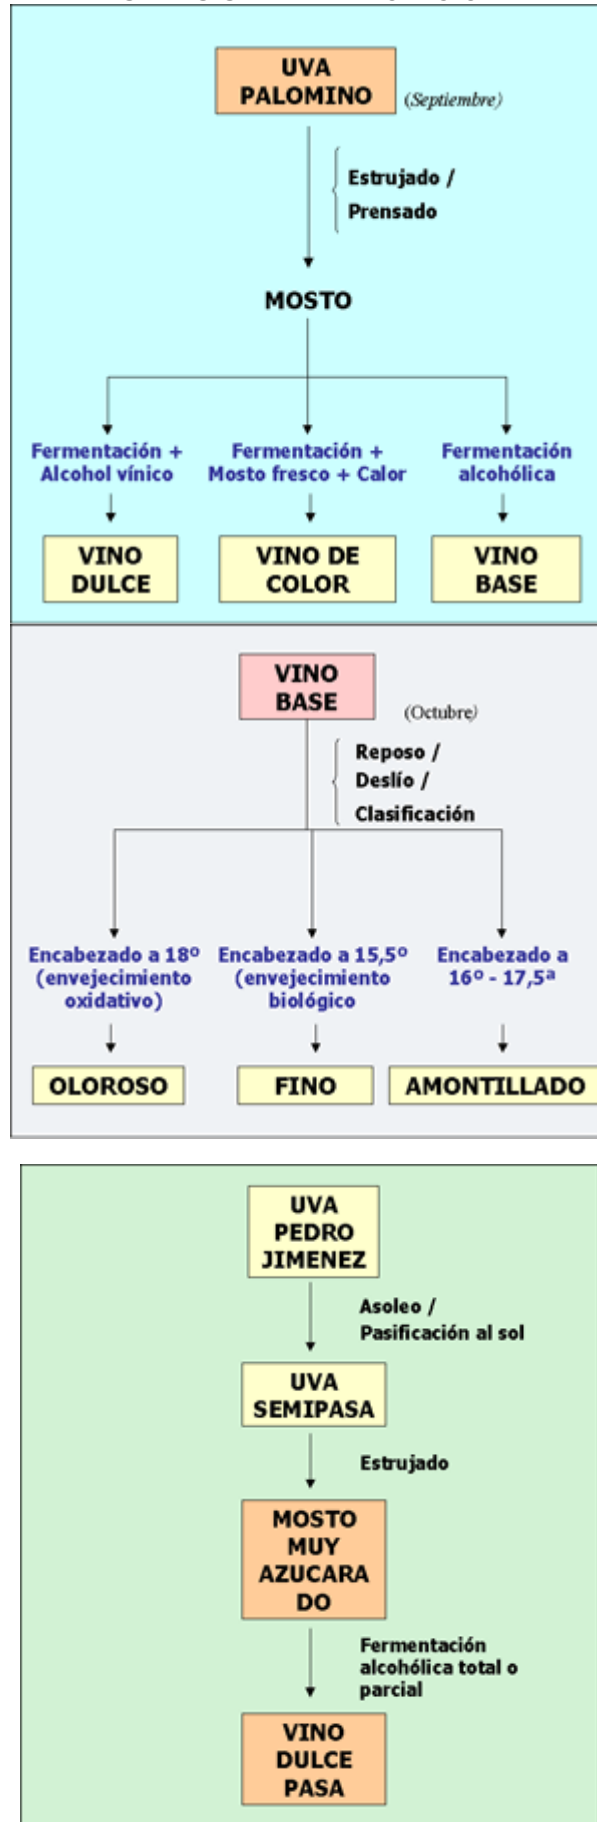 UVA
PALOMINO
(Septiembre)
Estrujado /
Prensado
MOSTO
Fermentación +
Alcohol vínico
Fermentación +
Mosto fresco + Calor
Fermentación
alcohólica
VINO
DULCE
VINO DE
COLOR
VINO
BASE
VINO
BASE
(Octubre)
Reposo /
Deslío /
Clasificación
Encabezado a 18º
(envejecimiento
oxidativo)
Encabezado a 15,5º
(envejecimiento
biológico
Encabezado a
16º - 17,5ª
OLOROSO
FINO
AMONTILLADO
UVA
PEDRO
JIMENEZ
Asoleo /
Pasificación al sol
UVA
SEMIPASA
Estrujado
MOSTO
MUY
AZUCARA
DO
Fermentación
alcohólica total o
parcial
VINO
DULCE
PASA